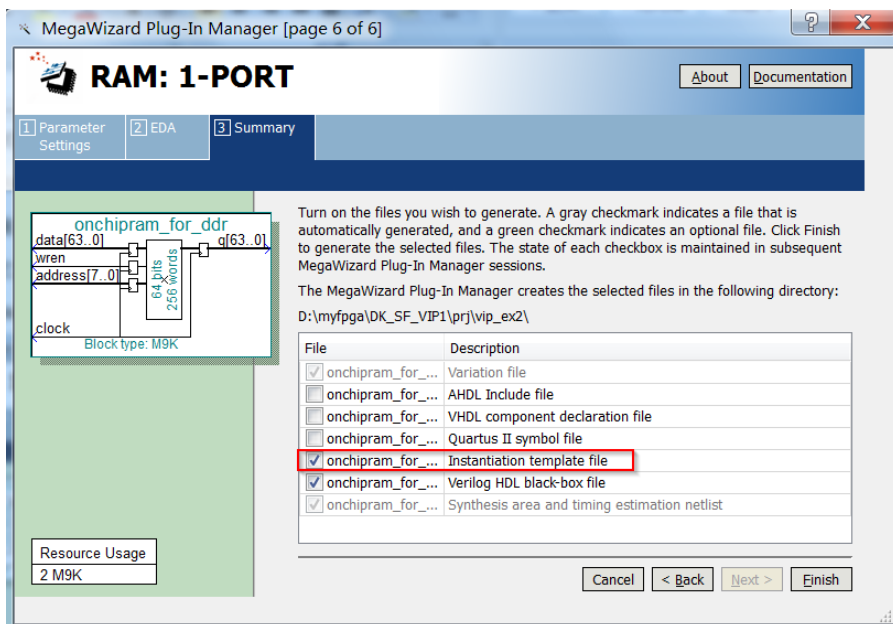 MegaWizard Plug-In Manager [page 6 of 6]
RAM: 1-PORT
About
Documentation
1 Parameter Settings
2 EDA
3 Summary
onchipram_for_ddr
data[63..0]
q[63..0]
wren
address[7..0]
64 bits
256 words
clock
Block type: M9K
Resource Usage
2 M9K
Turn on the files you wish to generate. A gray checkmark indicates a file that is
automatically generated, and a green checkmark indicates an optional file. Click Finish
to generate the selected files. The state of each checkbox is maintained in subsequent
MegaWizard Plug-In Manager sessions.
The MegaWizard Plug-In Manager creates the selected files in the following directory:
D:\myfpga\DK_SF_VIP1\prj\vip_ex2\
File Description
onchipram_for_... Variation file
onchipram_for_... AHDL Include file
onchipram_for_... VHDL component declaration file
onchipram_for_... Quartus II symbol file
onchipram_for_... Instantiation template file
onchipram_for_... Verilog HDL black-box file
onchipram_for_... Synthesis area and timing estimation netlist
Cancel
< Back
Next >
Finish